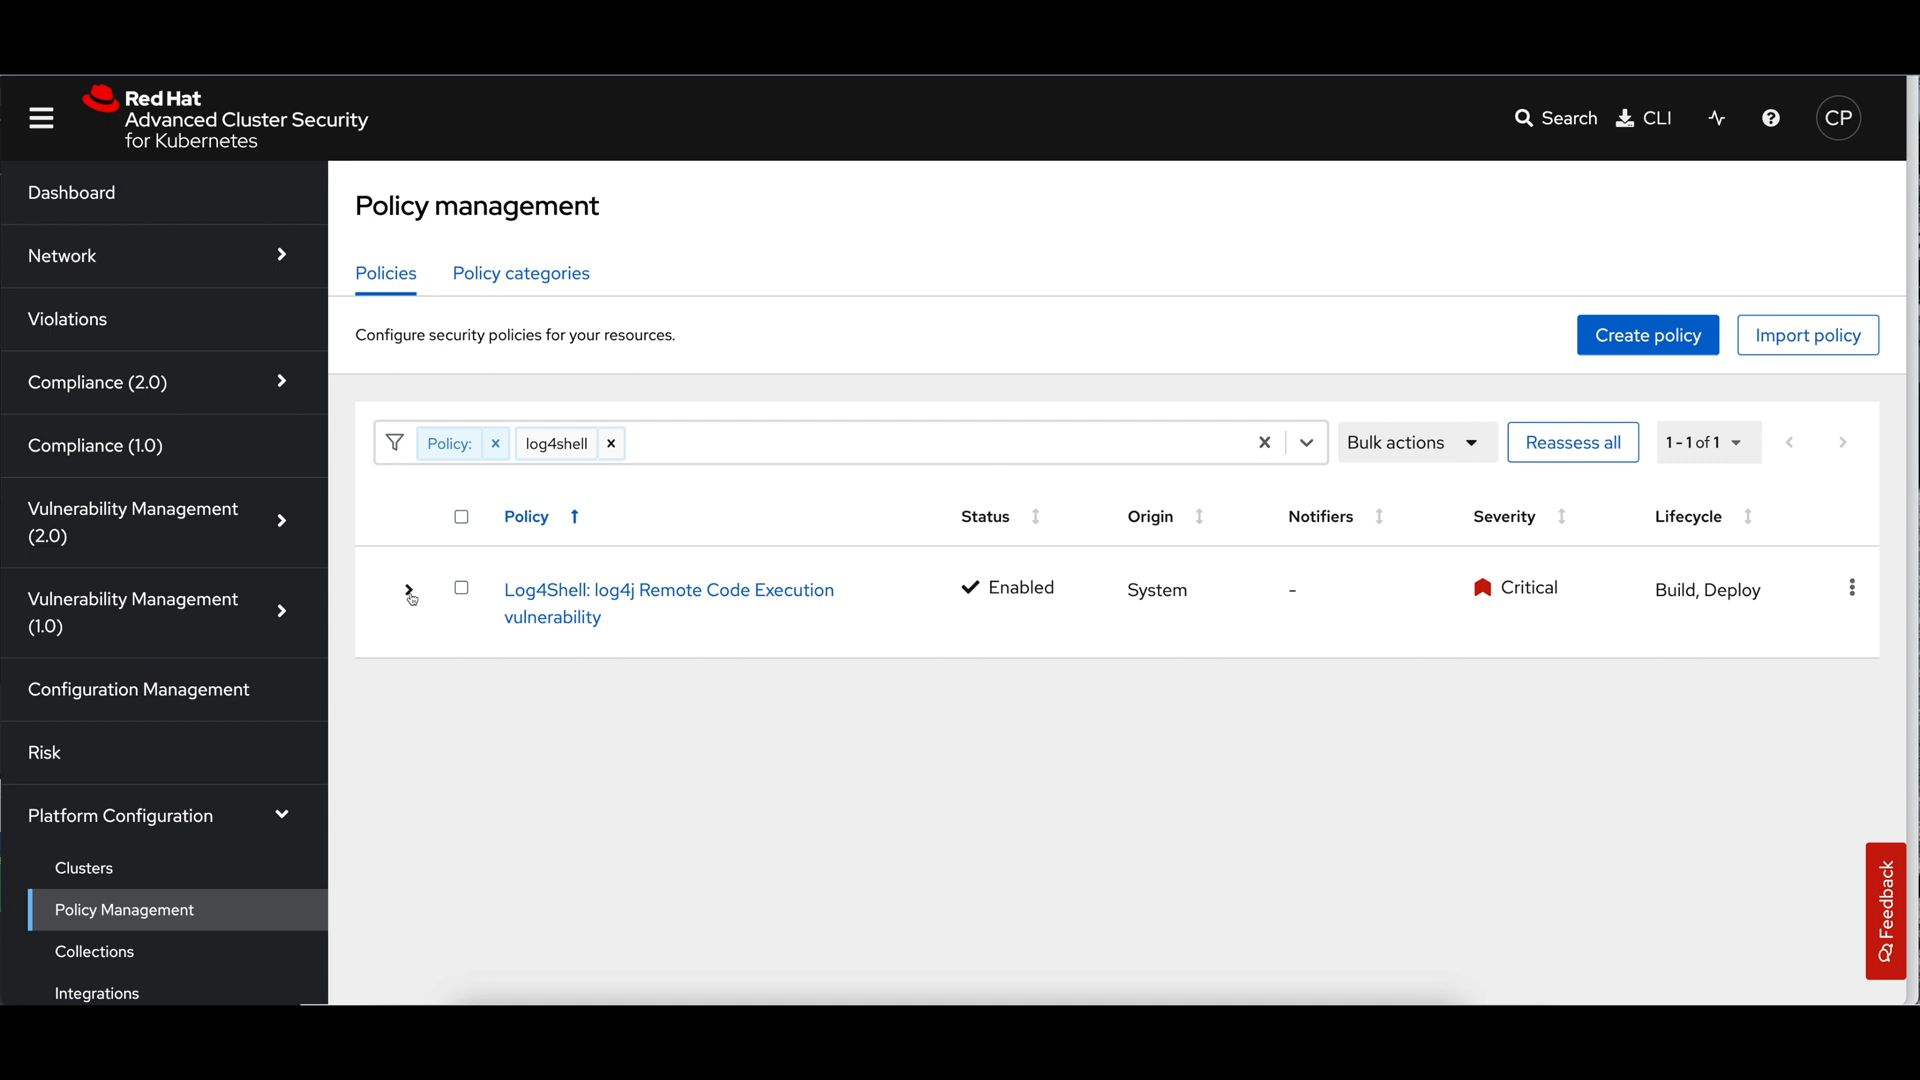 Red Hat
Advanced Cluster Security
for Kubernetes
Search
CLI
CP
Dashboard
Network
Violations
Compliance (2.0)
Compliance (1.0)
Vulnerability Management
(2.0)
Vulnerability Management
(1.0)
Configuration Management
Risk
Platform Configuration
Clusters
Policy Management
Collections
Integrations
Policy management
Policies
Policy categories
Configure security policies for your resources.
Create policy
Import policy
Policy:
log4shell
Bulk actions
Reassess all
1 - 1 of 1
Policy
Status
Origin
Notifiers
Severity
Lifecycle
Log4Shell: log4j Remote Code Execution
vulnerability
Enabled
System
-
Critical
Build, Deploy
Feedback